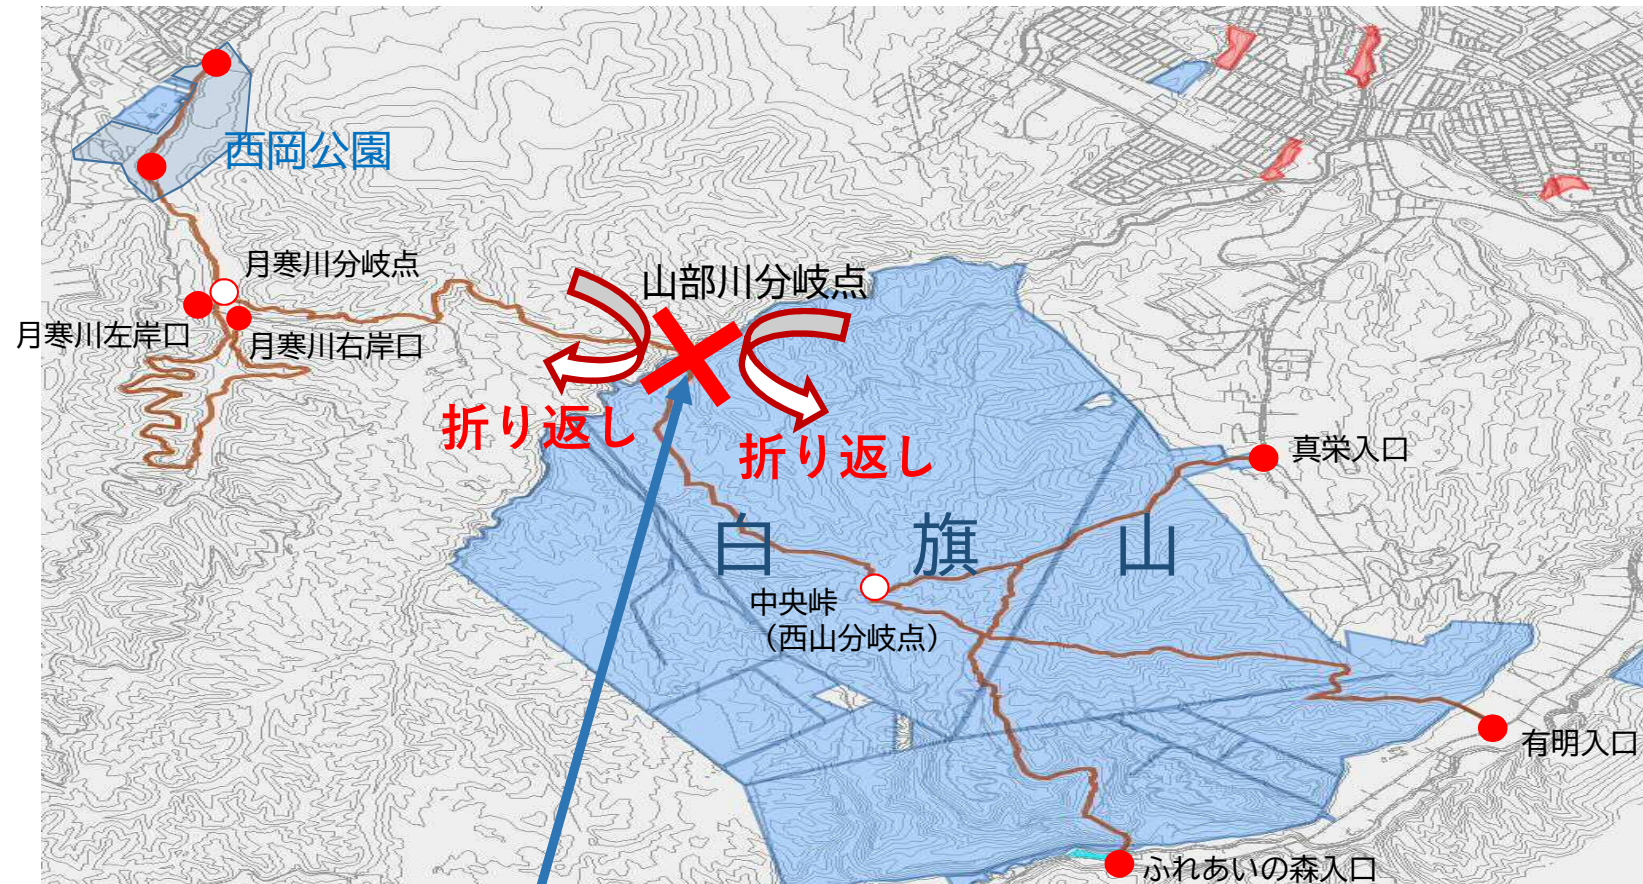 西岡公園
月寒川分岐点
山部川分岐点
月寒川左岸口
月寒川右岸口
折り返し
折り返し
真栄入口
白旗山
中央峠
（西山分岐点）
有明入口
ふれあいの森入口